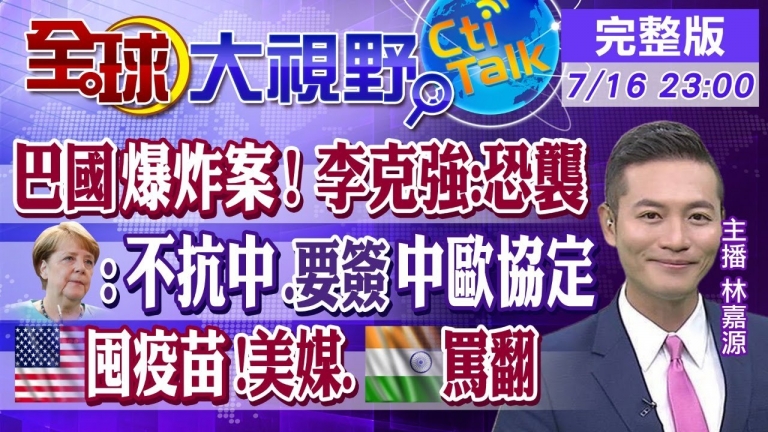 全球大視野
Cti Talk
完整版
7/16 23:00
巴國爆炸案! 李克強:恐襲
:不抗中.要簽中歐協定
囤疫苗!美媒.罵翻
主播 林嘉源